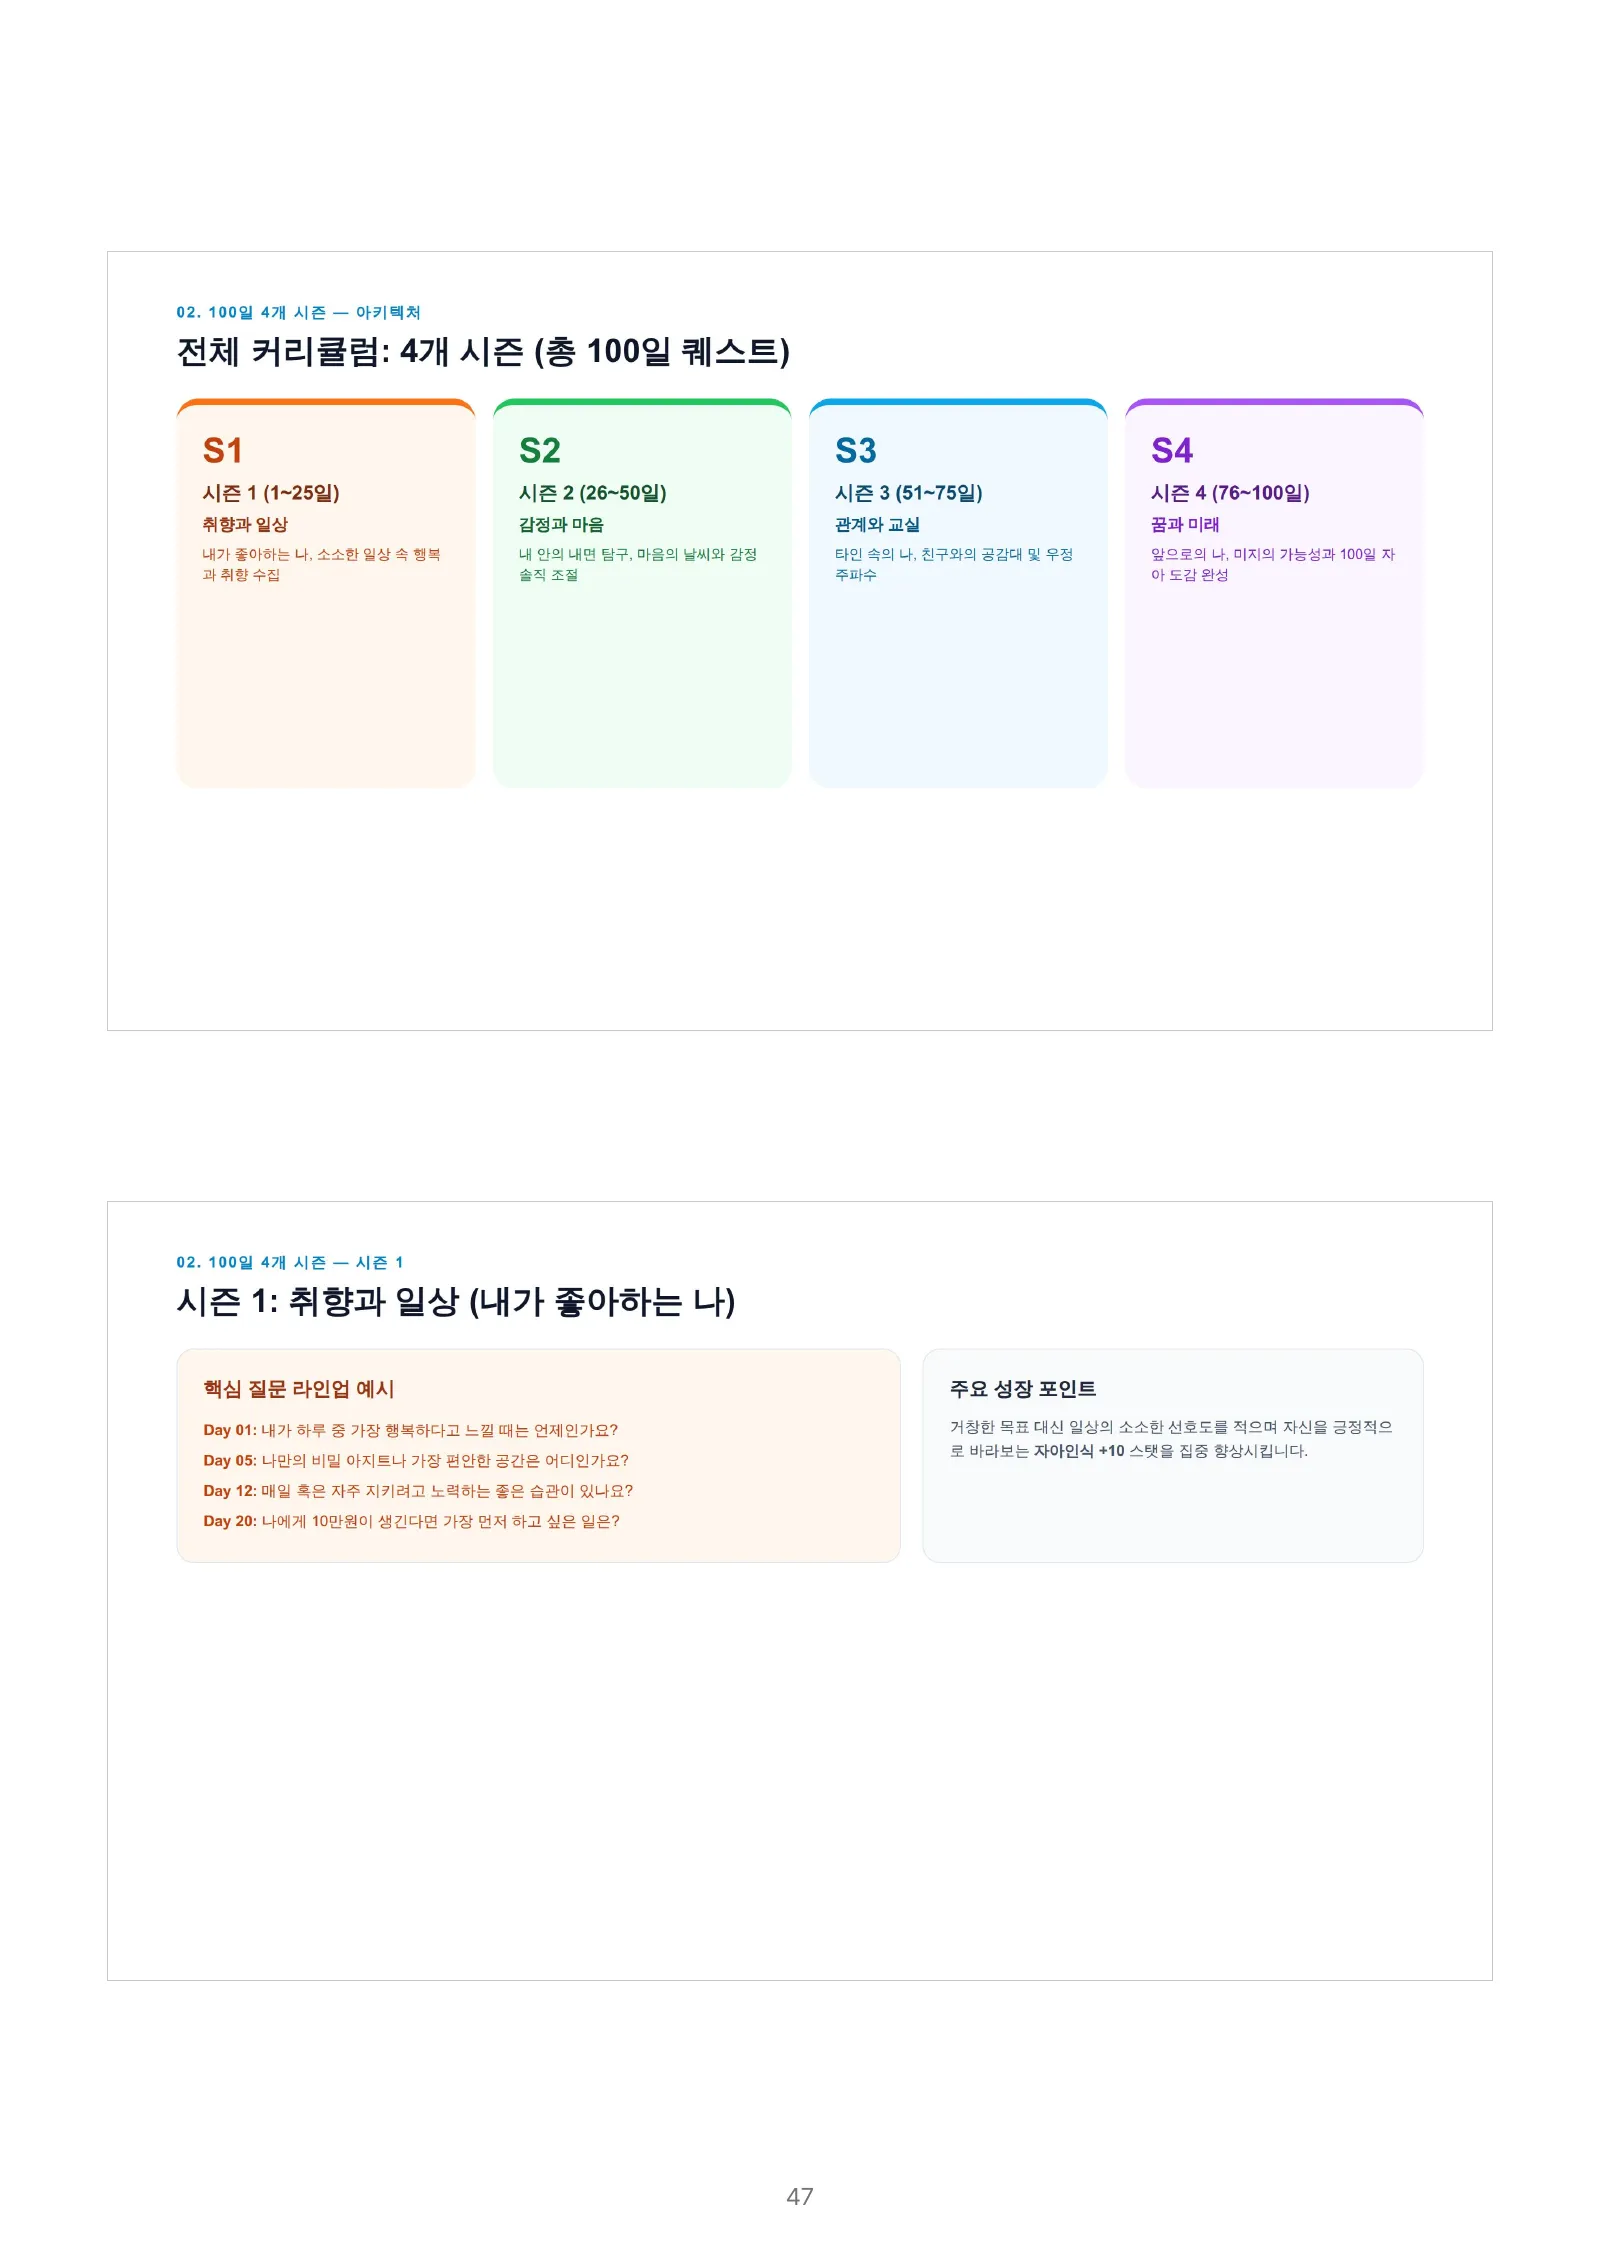 02. 100일 4개 시즌 — 아키텍처
전체 커리큘럼: 4개 시즌 (총 100일 퀘스트)
S1
시즌 1 (1~25일)
취향과 일상
내가 좋아하는 나, 소소한 일상 속 행복
과 취향 수집
S2
시즌 2 (26~50일)
감정과 마음
내 안의 내면 탐구, 마음의 날씨와 감정
솔직 조절
S3
시즌 3 (51~75일)
관계와 교실
타인 속의 나, 친구와의 공감대 및 우정
주파수
S4
시즌 4 (76~100일)
꿈과 미래
앞으로의 나, 미지의 가능성과 100일 자
아 도감 완성
02. 100일 4개 시즌 — 시즌 1
시즌 1: 취향과 일상 (내가 좋아하는 나)
핵심 질문 라인업 예시
Day 01: 내가 하루 중 가장 행복하다고 느낄 때는 언제인가요?
Day 05: 나만의 비밀 아지트나 가장 편안한 공간은 어디인가요?
Day 12: 매일 혹은 자주 지키려고 노력하는 좋은 습관이 있나요?
Day 20: 나에게 10만원이 생긴다면 가장 먼저 하고 싶은 일은?
주요 성장 포인트
거창한 목표 대신 일상의 소소한 선호도를 적으며 자신을 긍정적으
로 바라보는 자아인식 +10 스탯을 집중 향상시킵니다.
47